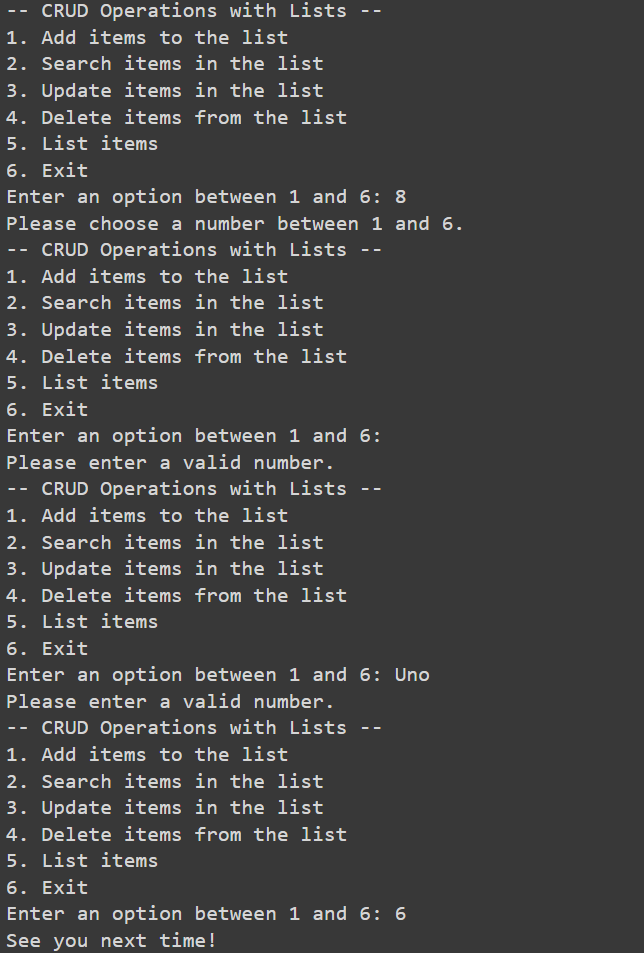 -- CRUD Operations with Lists --
1. Add items to the list
2. Search items in the list
3. Update items in the list
4. Delete items from the list
5. List items
6. Exit
Enter an option between 1 and 6: 8
Please choose a number between 1 and 6.
-- CRUD Operations with Lists --
1. Add items to the list
2. Search items in the list
3. Update items in the list
4. Delete items from the list
5. List items
6. Exit
Enter an option between 1 and 6:
Please enter a valid number.
-- CRUD Operations with Lists --
1. Add items to the list
2. Search items in the list
3. Update items in the list
4. Delete items from the list
5. List items
6. Exit
Enter an option between 1 and 6: Uno
Please enter a valid number.
-- CRUD Operations with Lists --
1. Add items to the list
2. Search items in the list
3. Update items in the list
4. Delete items from the list
5. List items
6. Exit
Enter an option between 1 and 6: 6
See you next time!